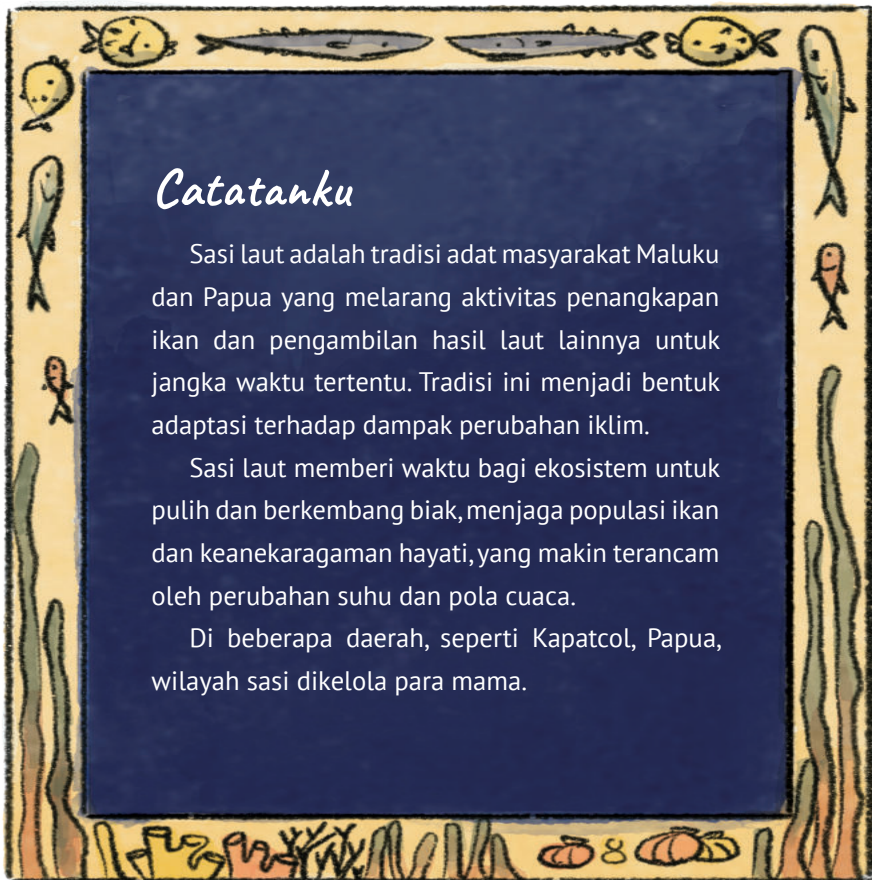 Catatanku
Sasi laut adalah tradisi adat masyarakat Maluku
dan Papua yang melarang aktivitas penangkapan
ikan dan pengambilan hasil laut lainnya untuk
jangka waktu tertentu. Tradisi ini menjadi bentuk
adaptasi terhadap dampak perubahan iklim.
Sasi laut memberi waktu bagi ekosistem untuk
pulih dan berkembang biak, menjaga populasi ikan
dan keanekaragaman hayati, yang makin terancam
oleh perubahan suhu dan pola cuaca.
Di beberapa daerah, seperti Kapatcol, Papua,
wilayah sasi dikelola para mama.